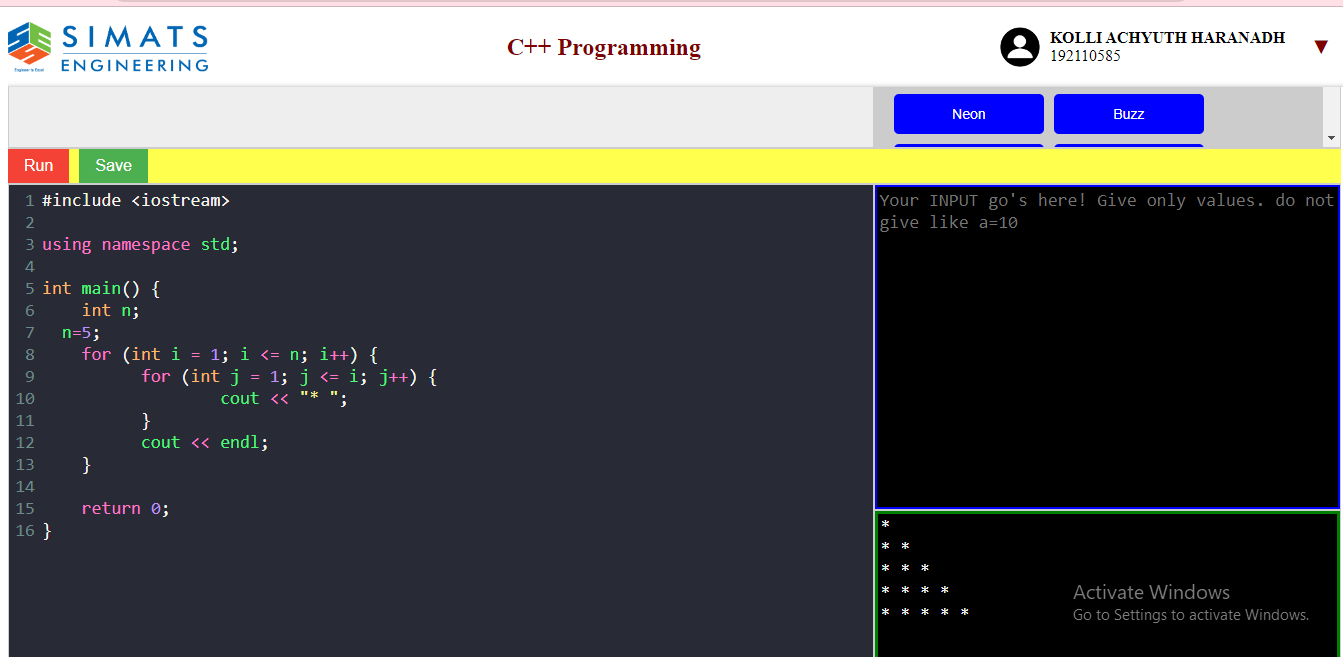 SIMATS
ENGINEERING
Engineer to Excel
C++ Programming
KOLLI ACHYUTH HARANADH
192110585
▼
Neon Buzz
Run Save
1 #include <iostream>
2
3 using namespace std;
4
5 int main() {
6     int n;
7   n=5;
8     for (int i = 1; i <= n; i++) {
9           for (int j = 1; j <= i; j++) {
10                   cout << "* ";
11           }
12           cout << endl;
13     }
14
15     return 0;
16 }
Your INPUT go's here! Give only values. do not
give like a=10
*
* *
* * *
* * * *
* * * * *
Activate Windows
Go to Settings to activate Windows.